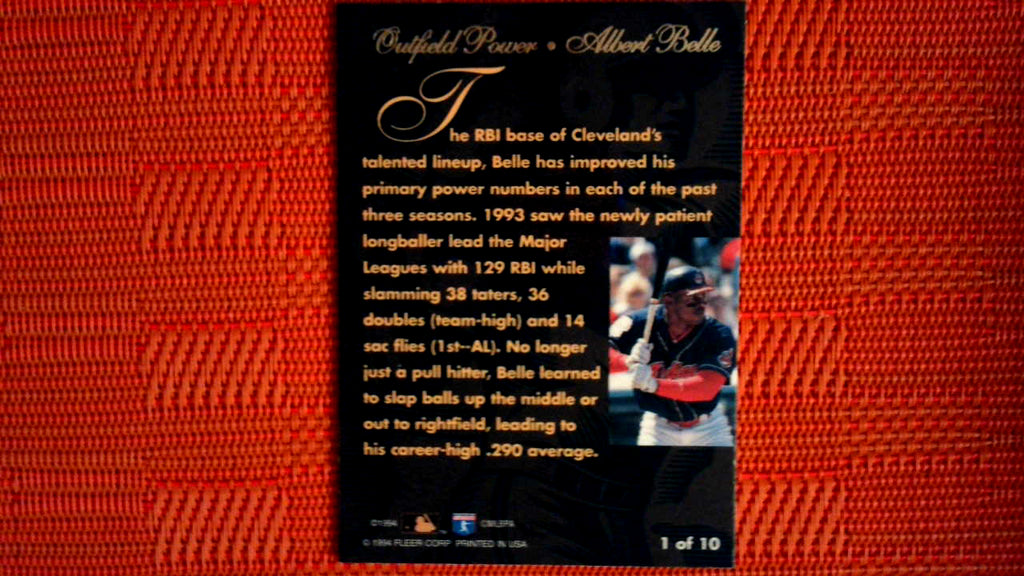 Outfield Power • Albert Belle
The RBI base of Cleveland's
talented lineup, Belle has improved his
primary power numbers in each of the past
three seasons. 1993 saw the newly patient
longballer lead the Major
Leagues with 129 RBI while
slamming 38 taters, 36
doubles (team-high) and 14
sac flies (1st--AL). No longer
just a pull hitter, Belle learned
to slap balls up the middle or
out to rightfield, leading to
his career-high .290 average.
©1994 ©MLBPA
© 1994 FLEER CORP. PRINTED IN USA
1 of 10